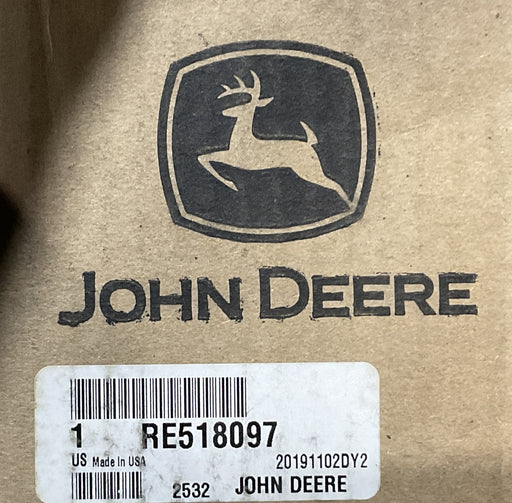 JOHN DEERE
1 RE518097
US Made In USA 20191102DY2
2532 JOHN DEERE